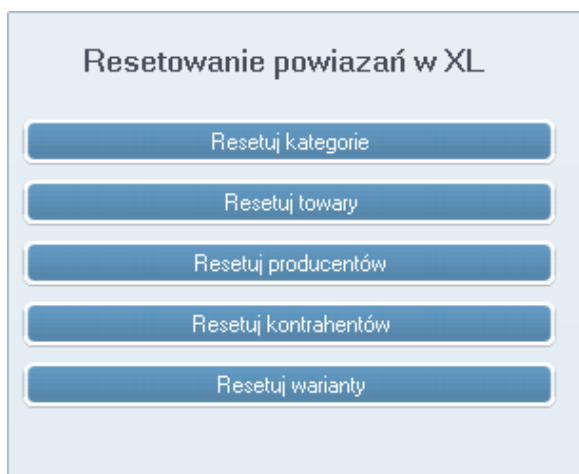 Resetowanie powiazań w XL
Resetuj kategorie
Resetuj towary
Resetuj producentów
Resetuj kontrahentów
Resetuj warianty